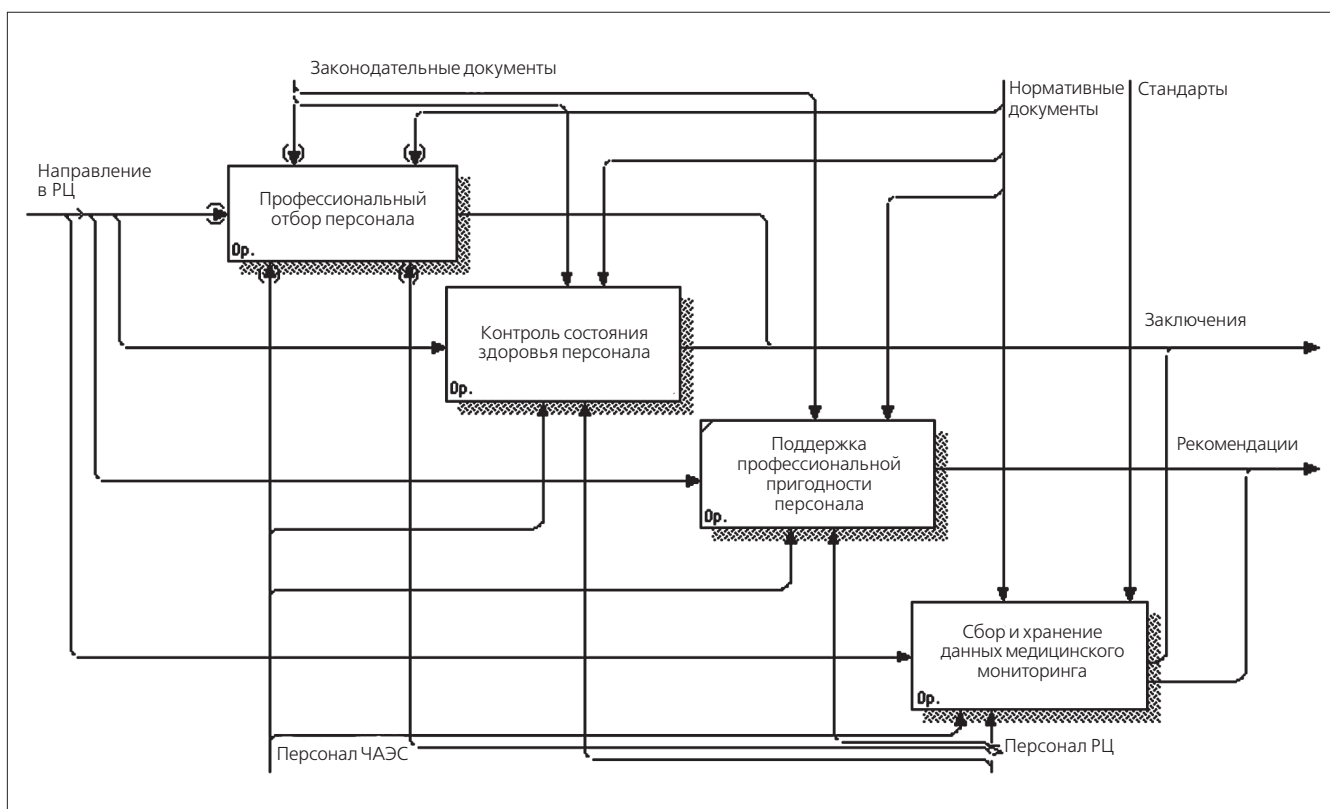 Законодательные документы
Нормативные
документы
Стандарты
Направление
в РЦ
Профессиональный
отбор персонала
0р.
Контроль состояния
здоровья персонала
0р.
Заключения
Поддержка
профессиональной
пригодности
персонала
0р.
Рекомендации
Сбор и хранение
данных медицинского
мониторинга
0р.
Персонал ЧАЭС
Персонал РЦ